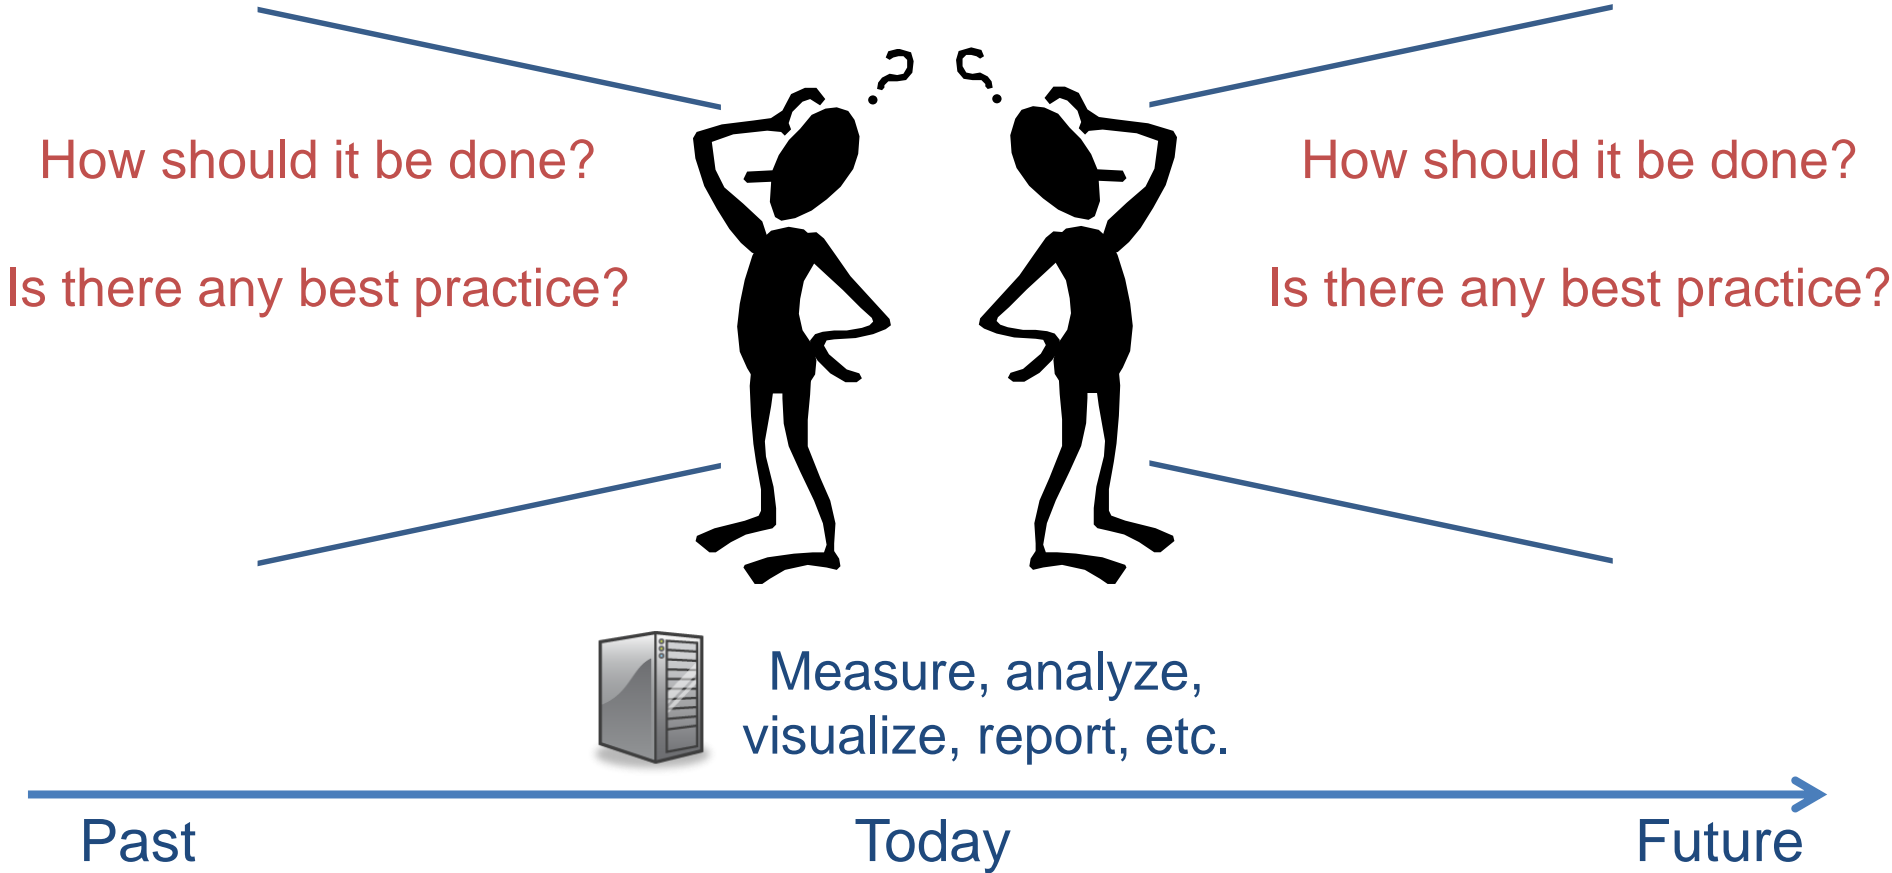 How should it be done?
Is there any best practice?
How should it be done?
Is there any best practice?
Measure, analyze,
visualize, report, etc.
Past
Today
Future